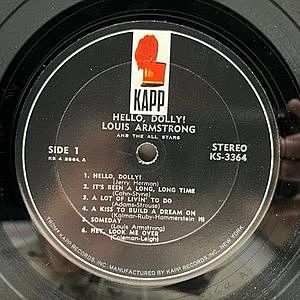 KAPP
HELLO, DOLLY!
LOUIS ARMSTRONG
AND THE ALL STARS
SIDE 1
STEREO
KS-3364
1. HELLO, DOLLY!
(Jerry Herman)
2. IT'S BEEN A LONG, LONG TIME
(Cahn-Styne)
3. A LOT OF LIVIN' TO DO
(Adams-Strouse)
4. A KISS TO BUILD A DREAM ON
(Kalmar-Ruby-Hammerstein II)
5. SOMEDAY
(Louis Armstrong)
6. HEY, LOOK ME OVER
(Coleman-Leigh)
KAPP RECORDS, INC. MANUFACTURED BY KAPP RECORDS, INC., NEW YORK,